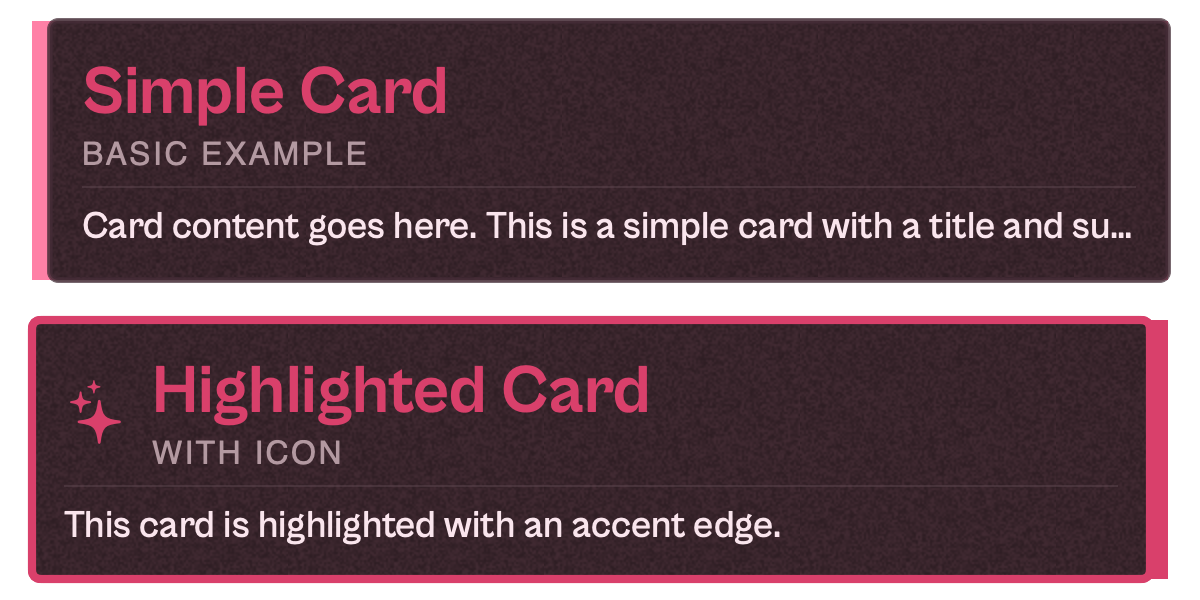 Simple Card
BASIC EXAMPLE
Card content goes here. This is a simple card with a title and su...
Highlighted Card
WITH ICON
This card is highlighted with an accent edge.